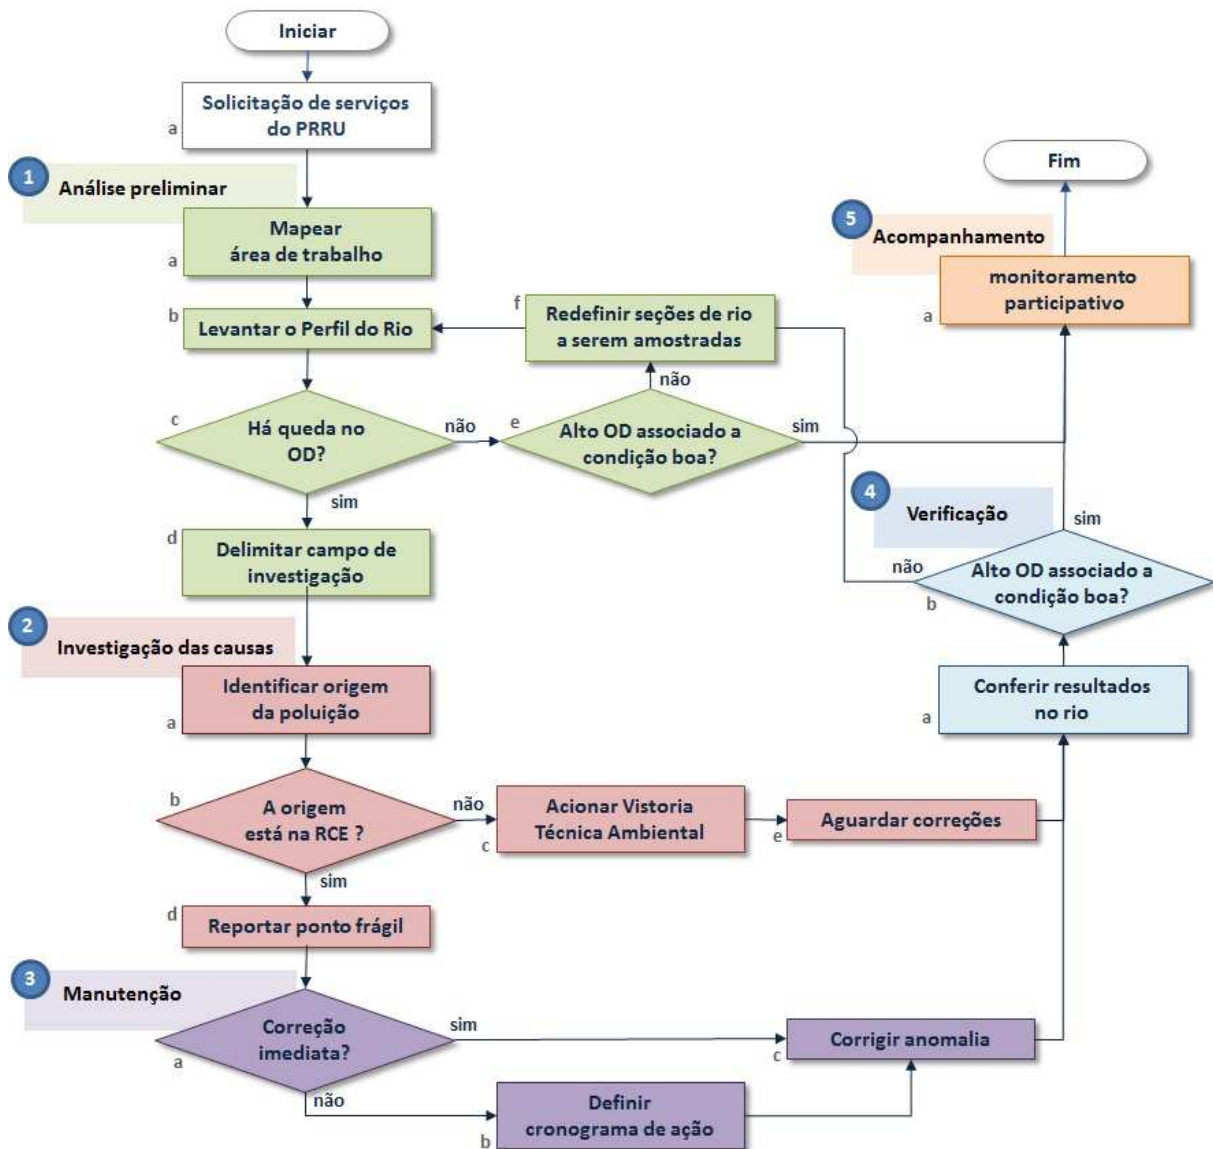 Iniciar
a
Solicitação de serviços
do PRRU
1
Análise preliminar
a
Mapear
área de trabalho
b
Levantar o Perfil do Rio
c
Há queda no
OD?
não
sim
d
Delimitar campo de
investigação
e
Alto OD associado a
condição boa?
não
sim
f
Redefinir seções de rio
a serem amostradas
2
Investigação das causas
a
Identificar origem
da poluição
b
A origem
está na RCE ?
não
sim
c
Acionar Vistoria
Técnica Ambiental
e
Aguardar correções
d
Reportar ponto frágil
3
Manutenção
a
Correção
imediata?
sim
não
b
Definir
cronograma de ação
c
Corrigir anomalia
a
Conferir resultados
no rio
4
Verificação
b
Alto OD associado a
condição boa?
não
sim
5
Acompanhamento
a
monitoramento
participativo
Fim